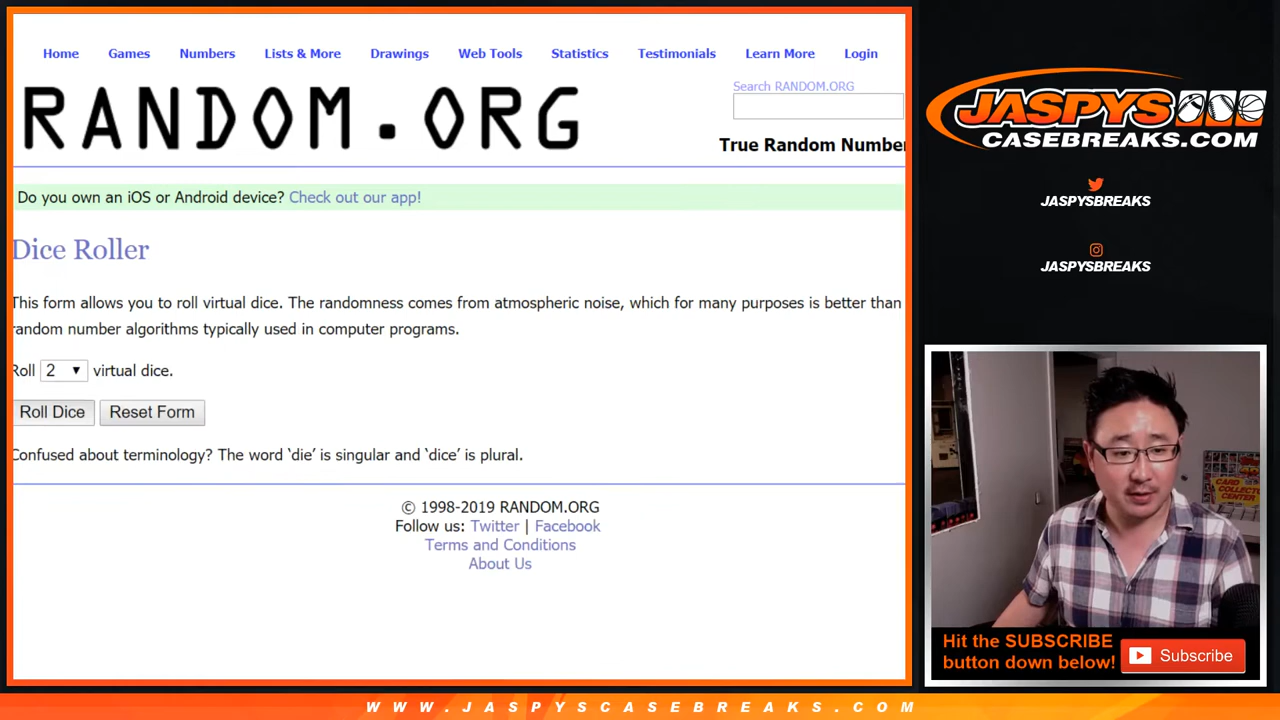 Home Games Numbers Lists & More Drawings Web Tools Statistics Testimonials Learn More Login
RANDOM.ORG
Search RANDOM.ORG
True Random Number
Do you own an iOS or Android device? Check out our app!
Dice Roller
This form allows you to roll virtual dice. The randomness comes from atmospheric noise, which for many purposes is better than
random number algorithms typically used in computer programs.
Roll 2 virtual dice.
Roll Dice Reset Form
Confused about terminology? The word ‘die’ is singular and ‘dice’ is plural.
© 1998-2019 RANDOM.ORG
Follow us: Twitter | Facebook
Terms and Conditions
About Us
JASPYS
CASEBREAKS.COM
JASPYSBREAKS
JASPYSBREAKS
CARD
COLLECTOR
CENTER
Hit the SUBSCRIBE
button down below!
Subscribe
WWW.JASPYSCASEBREAKS.COM